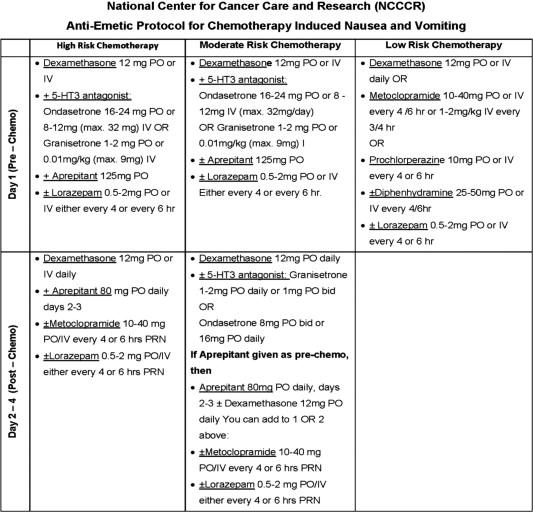 National Center for Cancer Care and Research (NCCCR)
Anti-Emetic Protocol for Chemotherapy Induced Nausea and Vomiting
High Risk Chemotherapy
Moderate Risk Chemotherapy
Low Risk Chemotherapy
Day 1 (Pre – Chemo)
• Dexamethasone 12 mg PO or
IV
• + 5-HT3 antagonist:
Ondasetrone 16-24 mg PO or
8-12mg (max. 32 mg) IV OR
Granisetrone 1-2 mg PO or
0.01mg/kg (max. 9mg) IV
• + Aprepitant 125mg PO
• ± Lorazepam 0.5-2mg PO or
IV either every 4 or every 6 hr
• Dexamethasone 12mg PO or IV
• + 5-HT3 antagonist:
Ondasetrone 16-24 mg PO or 8 -
12mg IV (max. 32mg/day)
OR Granisetrone 1-2 mg PO or
0.01mg/kg (max. 9mg) I
• ± Aprepitant 125mg PO
• ± Lorazepam 0.5-2mg PO or IV
Either every 4 or every 6 hr.
• Dexamethasone 12mg PO or IV
daily OR
• Metoclopramide 10-40mg PO or IV
every 4 /6 hr or 1-2mg/kg IV every
3/4 hr
OR
• Prochlorperazine 10mg PO or IV
every 4 or 6 hr
• ±Diphenhydramine 25-50mg PO or
IV every 4/6hr
• ± Lorazepam 0.5-2mg PO or IV
every 4 or 6 hr
Day 2 – 4 (Post – Chemo)
• Dexamethasone 12mg PO or
IV daily
• + Aprepitant 80 mg PO daily
days 2-3
• ±Metoclopramide 10-40 mg
PO/IV every 4 or 6 hrs PRN
• ±Lorazepam 0.5-2 mg PO/IV
either every 4 or 6 hrs PRN
• Dexamethasone 12mg PO daily
• ± 5-HT3 antagonist: Granisetrone
1-2mg PO daily or 1mg PO bid
OR
Ondasetrone 8mg PO bid or
16mg PO daily
If Aprepitant given as pre-chemo,
then
• Aprepitant 80mg PO daily, days
2-3 ± Dexamethasone 12mg PO
daily You can add to 1 OR 2
above:
• ±Metoclopramide 10-40 mg
PO/IV every 4 or 6 hrs PRN
• ±Lorazepam 0.5-2 mg PO/IV
either every 4 or 6 hrs PRN